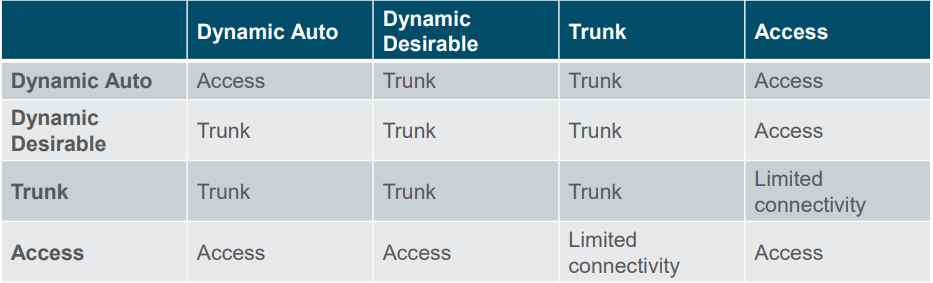 Dynamic Auto Dynamic Desirable Trunk Access
Dynamic Auto Access Trunk Trunk Access
Dynamic Desirable Trunk Trunk Trunk Access
Trunk Trunk Trunk Trunk Limited connectivity
Access Access Access Limited connectivity Access